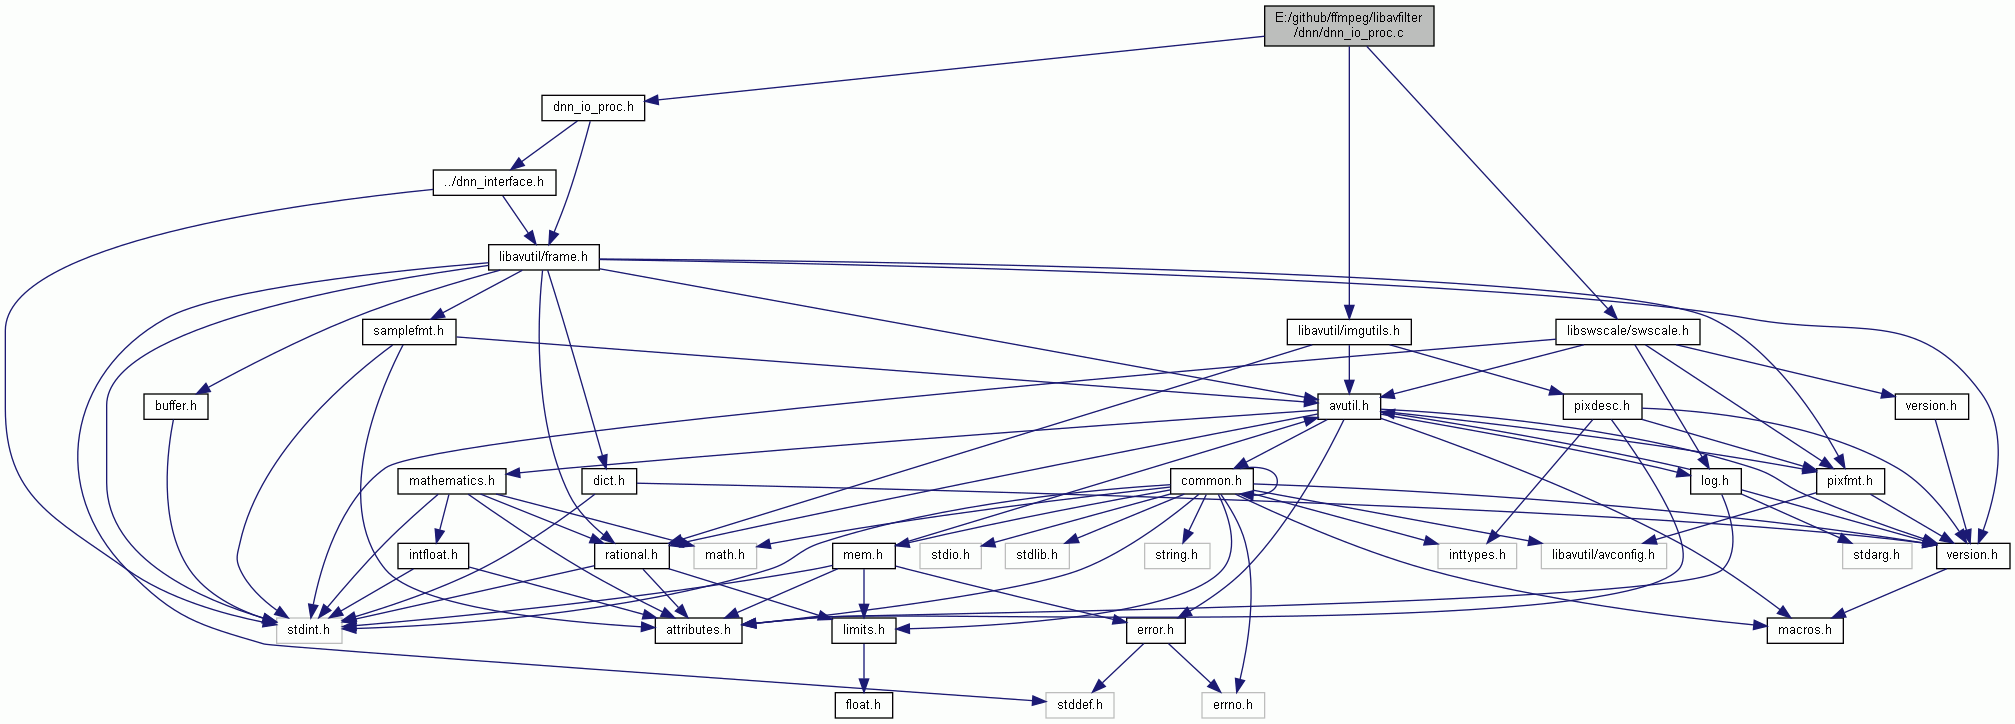 E:/github/ffmpeg/libavfilter
/dnn/dnn_io_proc.c
dnn_io_proc.h
../dnn_interface.h
libavutil/frame.h
samplefmt.h
libavutil/imgutils.h
libswscale/swscale.h
buffer.h
avutil.h
pixdesc.h
version.h
mathematics.h
dict.h
common.h
log.h
pixfmt.h
intfloat.h
rational.h
math.h
mem.h
stdio.h
stdlib.h
string.h
inttypes.h
libavutil/avconfig.h
stdarg.h
version.h
stdint.h
attributes.h
limits.h
error.h
macros.h
float.h
stddef.h
errno.h